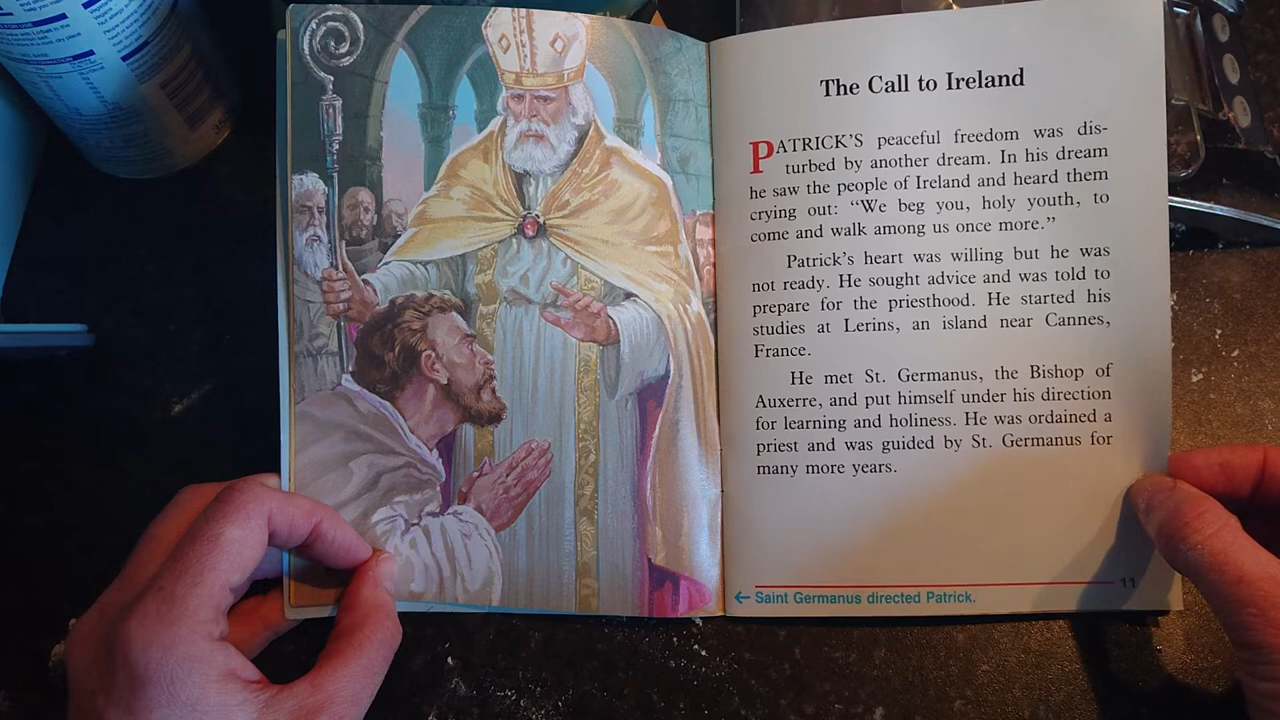 The Call to Ireland
PATRICK'S peaceful freedom was dis-
turbed by another dream. In his dream
he saw the people of Ireland and heard them
crying out: “We beg you, holy youth, to
come and walk among us once more.”
Patrick's heart was willing but he was
not ready. He sought advice and was told to
prepare for the priesthood. He started his
studies at Lerins, an island near Cannes,
France.
He met St. Germanus, the Bishop of
Auxerre, and put himself under his direction
for learning and holiness. He was ordained a
priest and was guided by St. Germanus for
many more years.
11
← Saint Germanus directed Patrick.